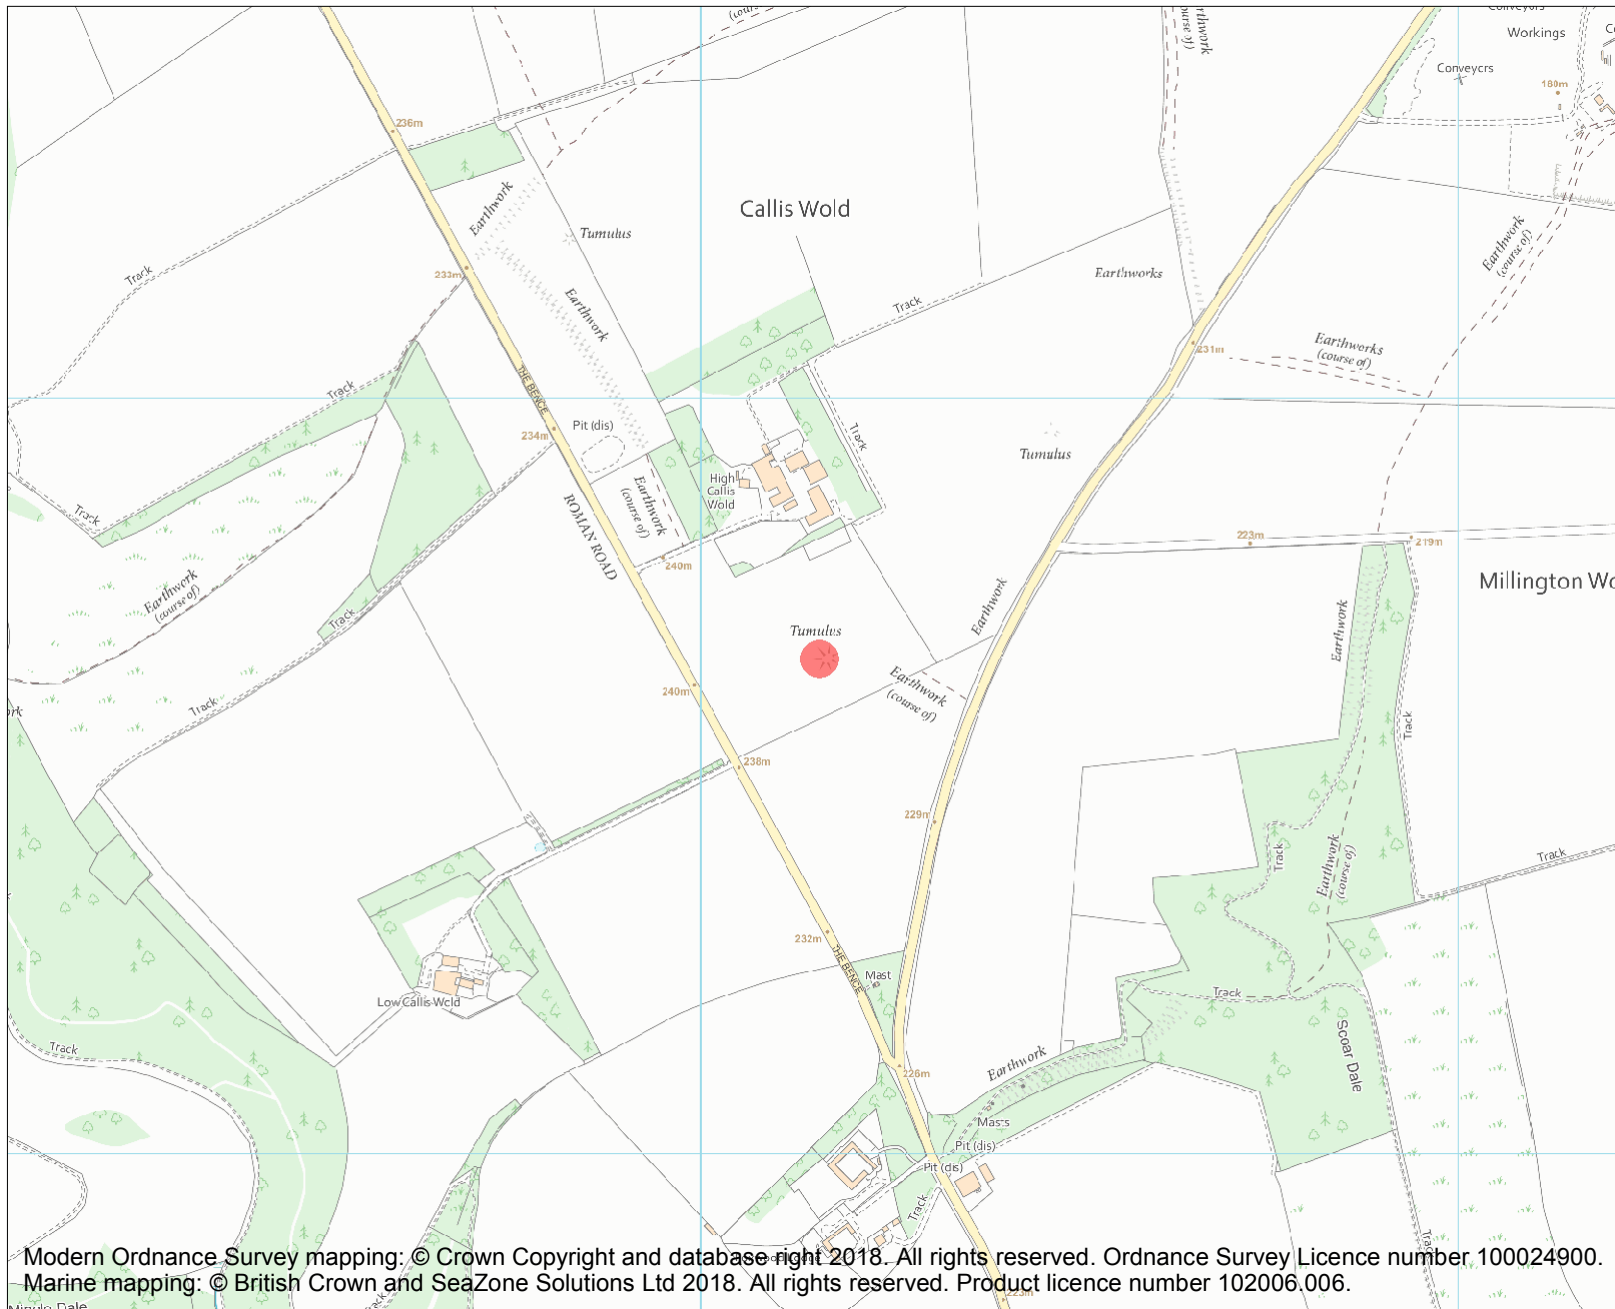 Conveyors
Workings
Conveyors
180m
Earthwork
(course of)
236m
Callis Wold
Earthwork
Tumulus
Earthwork
(course of)
233m
Track
Earthworks
Earthwork
Track
231m
Earthworks
(course of)
Track
THE BENCE
234m
Pit (dis)
Track
Tumulus
High
Callis
Wold
Earthwork
(course of)
ROMAN ROAD
Track
223m
219m
240m
Millington Wo
Earthwork
(course of)
Earthwork
Track
Tumulus
Earthwork
240m
Earthwork
(course of)
Track
Track
238m
229m
Track
Earthwork
(course of)
Track
232m
THE BENCE
Mast
Low Callis Wold
Track
Track
Scoar Dale
Earthwork
226m
Masts
Pit (dis)
Pit (dis)
Track
Track
Modern Ordnance Survey mapping: © Crown Copyright and database right 2018. All rights reserved. Ordnance Survey Licence number 100024900.
Marine mapping: © British Crown and SeaZone Solutions Ltd 2018. All rights reserved. Product licence number 102006.006.
223m